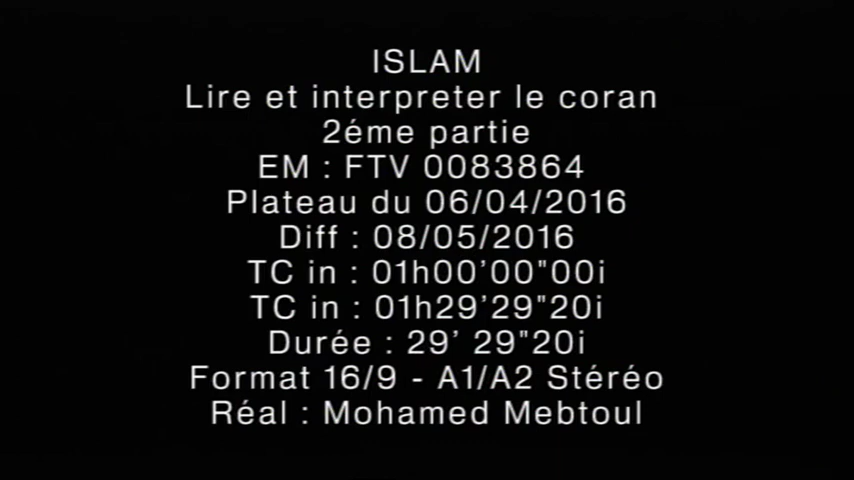 ISLAM
Lire et interpreter le coran
2éme partie
EM : FTV 0083864
Plateau du 06/04/2016
Diff : 08/05/2016
TC in : 01h00'00"00i
TC in : 01h29'29"20i
Durée : 29' 29"20i
Format 16/9 - A1/A2 Stéréo
Réal : Mohamed Mebtoul